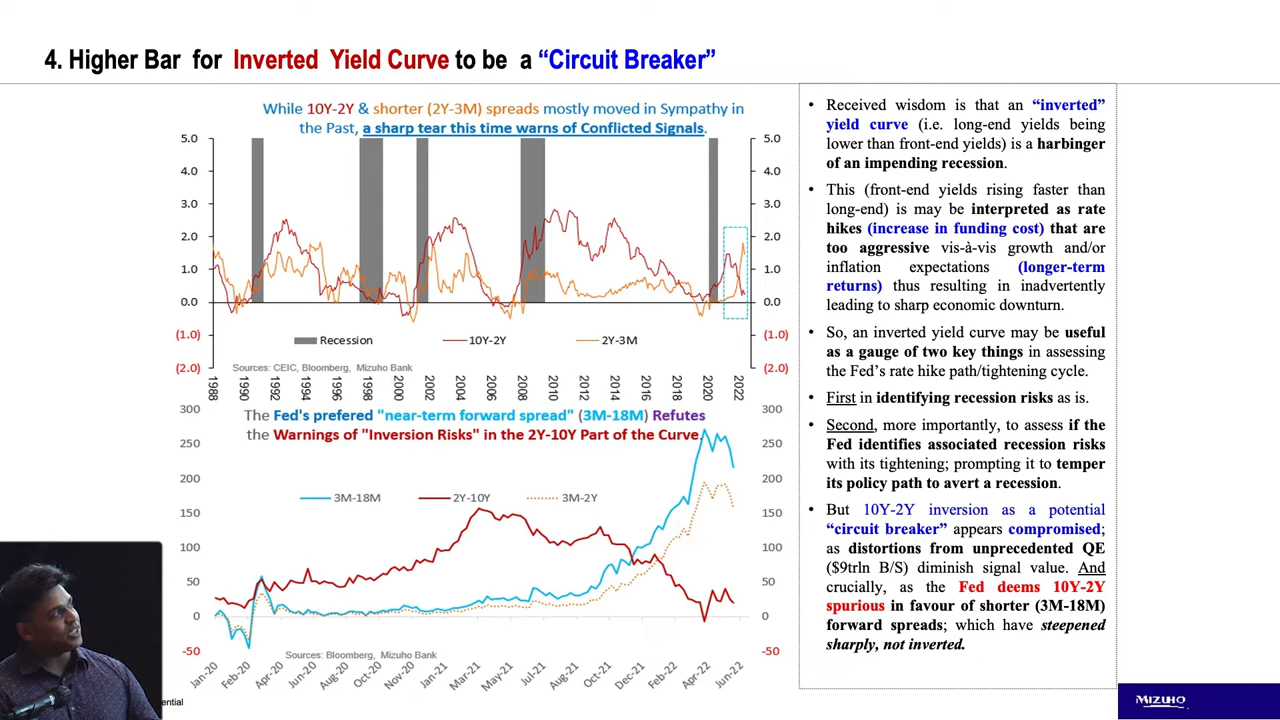 4. Higher Bar for Inverted Yield Curve to be a “Circuit Breaker”
While 10Y-2Y & shorter (2Y-3M) spreads mostly moved in Sympathy in
the Past, a sharp tear this time warns of Conflicted Signals.
5.0 5.0
4.0 4.0
3.0 3.0
2.0 2.0
1.0 1.0
0.0 0.0
(1.0) (1.0)
Recession 10Y-2Y 2Y-3M
(2.0) (2.0)
Sources: CEIC, Bloomberg, Mizuho Bank
1988 1990 1992 1994 1996 1998 2000 2002 2004 2006 2008 2010 2012 2014 2016 2018 2020 2022
The Fed's prefered "near-term forward spread" (3M-18M) Refutes
the Warnings of "Inversion Risks" in the 2Y-10Y Part of the Curve.
300 300
250 250
200 200
3M-18M 2Y-10Y 3M-2Y
150 150
100 100
50 50
0 0
-50 -50
Sources: Bloomberg, Mizuho Bank
Jan-20 Feb-20 Apr-20 Jun-20 Aug-20 Oct-20 Nov-20 Jan-21 Mar-21 May-21 Jul-21 Aug-21 Oct-21 Dec-21 Feb-22 Apr-22 Jun-22
• Received wisdom is that an “inverted”
yield curve (i.e. long-end yields being
lower than front-end yields) is a harbinger
of an impending recession.
• This (front-end yields rising faster than
long-end) is may be interpreted as rate
hikes (increase in funding cost) that are
too aggressive vis-à-vis growth and/or
inflation expectations (longer-term
returns) thus resulting in inadvertently
leading to sharp economic downturn.
• So, an inverted yield curve may be useful
as a gauge of two key things in assessing
the Fed’s rate hike path/tightening cycle.
• First in identifying recession risks as is.
• Second, more importantly, to assess if the
Fed identifies associated recession risks
with its tightening; prompting it to temper
its policy path to avert a recession.
• But 10Y-2Y inversion as a potential
“circuit breaker” appears compromised;
as distortions from unprecedented QE
($9trln B/S) diminish signal value. And
crucially, as the Fed deems 10Y-2Y
spurious in favour of shorter (3M-18M)
forward spreads; which have steepened
sharply, not inverted.
ential
MIZUHO